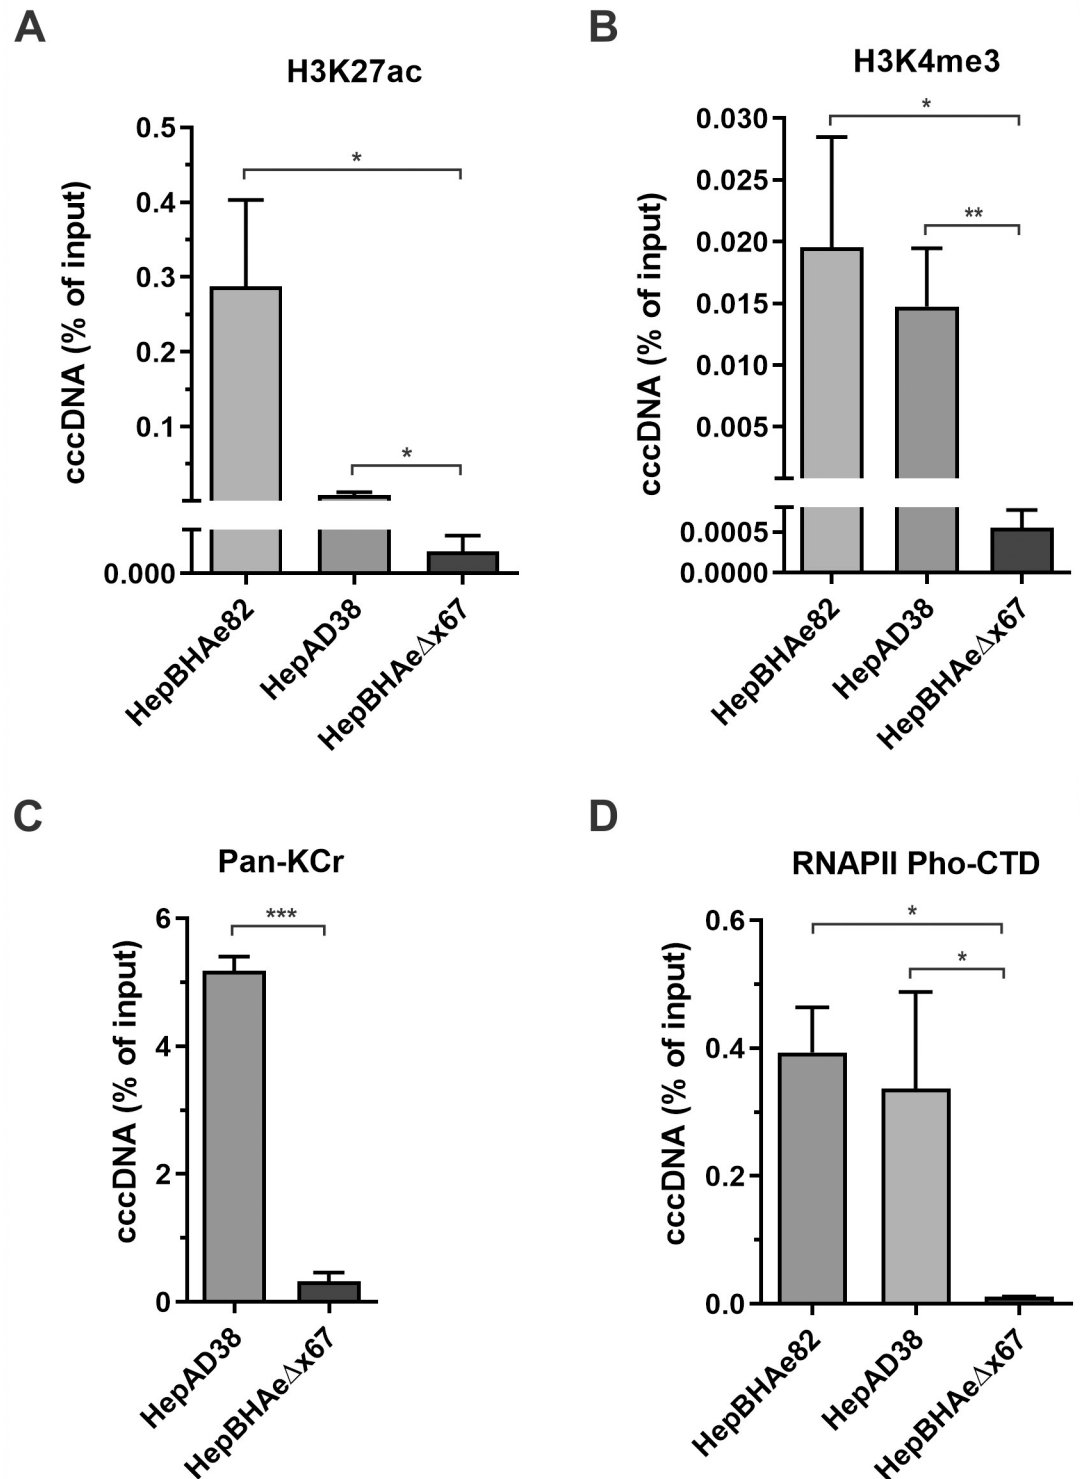 A
H3K27ac
cccDNA (% of input)
0.5
0.4
0.3
0.2
0.1
0.000
*
*
HepBHAe82
HepAD38
HepBHAeΔx67
B
H3K4me3
cccDNA (% of input)
0.030
0.025
0.020
0.015
0.010
0.005
0.0005
0.0000
*
**
HepBHAe82
HepAD38
HepBHAeΔx67
C
Pan-KCr
cccDNA (% of input)
6
4
2
0
***
HepAD38
HepBHAeΔx67
D
RNAPII Pho-CTD
cccDNA (% of input)
0.6
0.4
0.2
0.0
*
*
HepBHAe82
HepAD38
HepBHAeΔx67